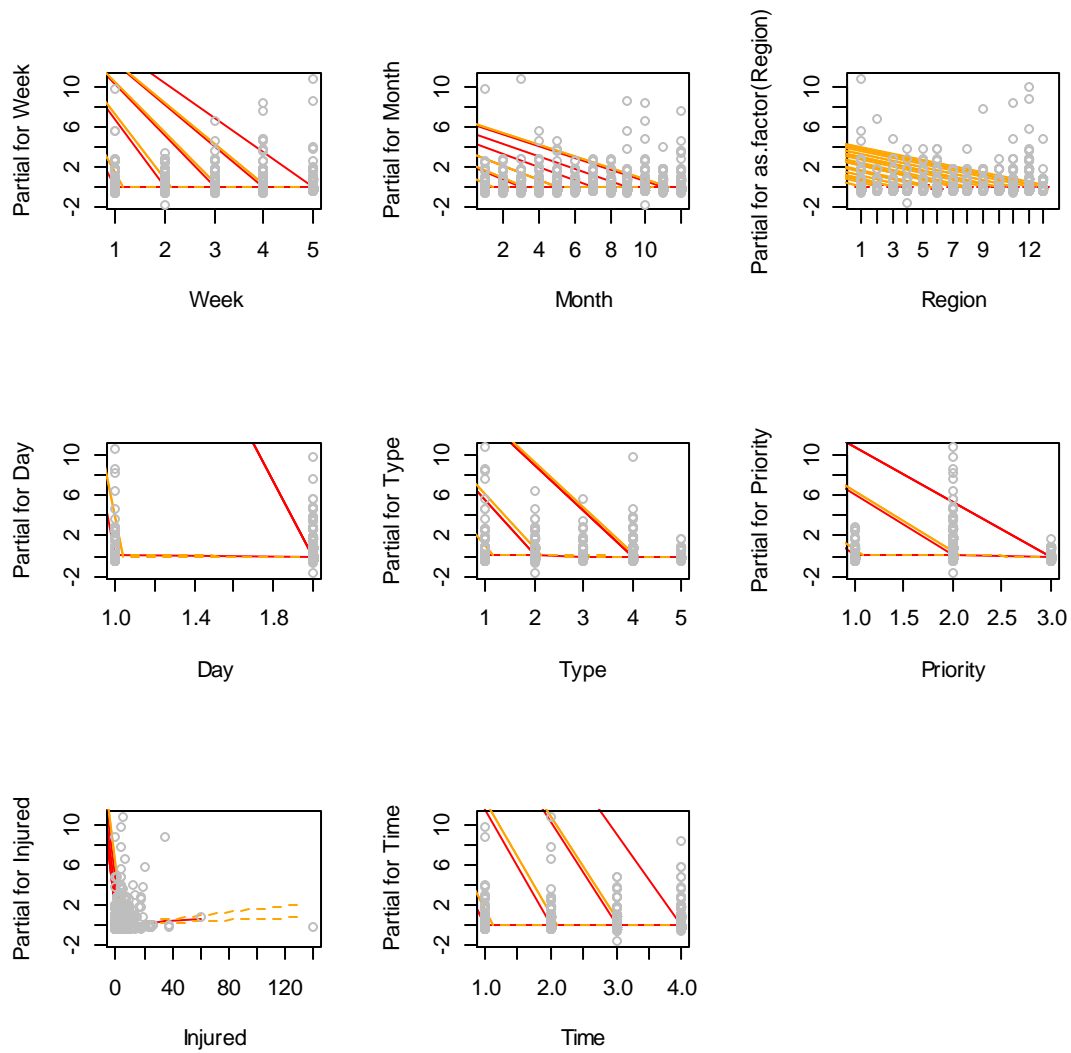 Partial for Week
-2 2 6 10
1 2 3 4 5
Week
Partial for Month
-2 2 6 10
2 4 6 8 10
Month
Partial for as.factor(Region)
-2 2 6 10
1 3 5 7 9 12
Region
Partial for Day
-2 2 6 10
1.0 1.4 1.8
Day
Partial for Type
-2 2 6 10
1 2 3 4 5
Type
Partial for Priority
-2 2 6 10
1.0 1.5 2.0 2.5 3.0
Priority
Partial for Injured
-2 2 6 10
0 40 80 120
Injured
Partial for Time
-2 2 6 10
1.0 2.0 3.0 4.0
Time